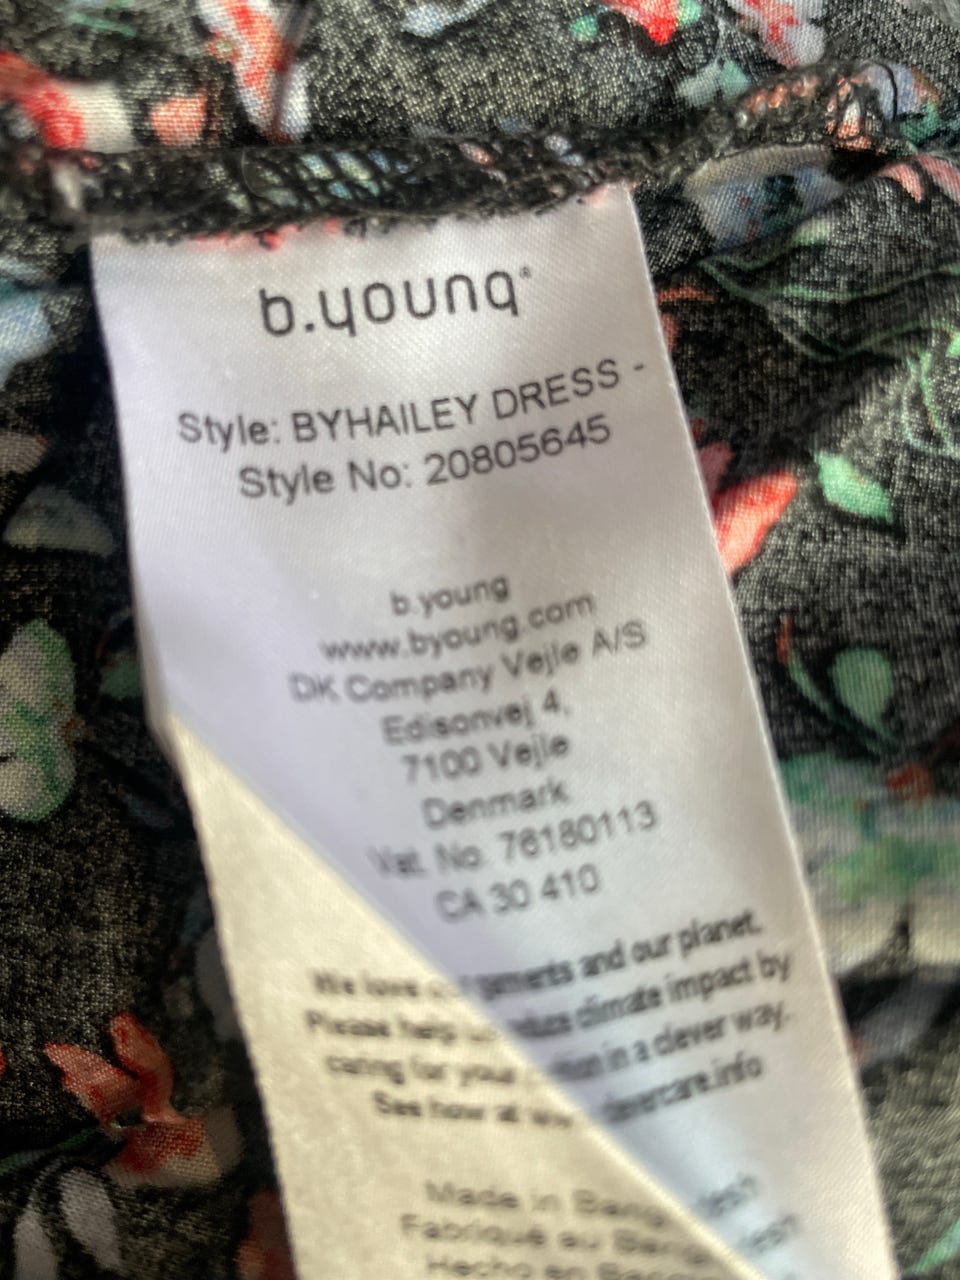 b.young®
Style: BYHAILEY DRESS -
Style No: 20805645
b.young
www.byoung.com
DK Company Vejle A/S
Edisonvej 4,
7100 Vejle
Denmark
Vat. No. 76180113
CA 30 410
We love garments and our planet.
Please help climate impact by
caring for your in a clever way.
See how at clevercare.info
Made in
Fabriqué au
Hecho en